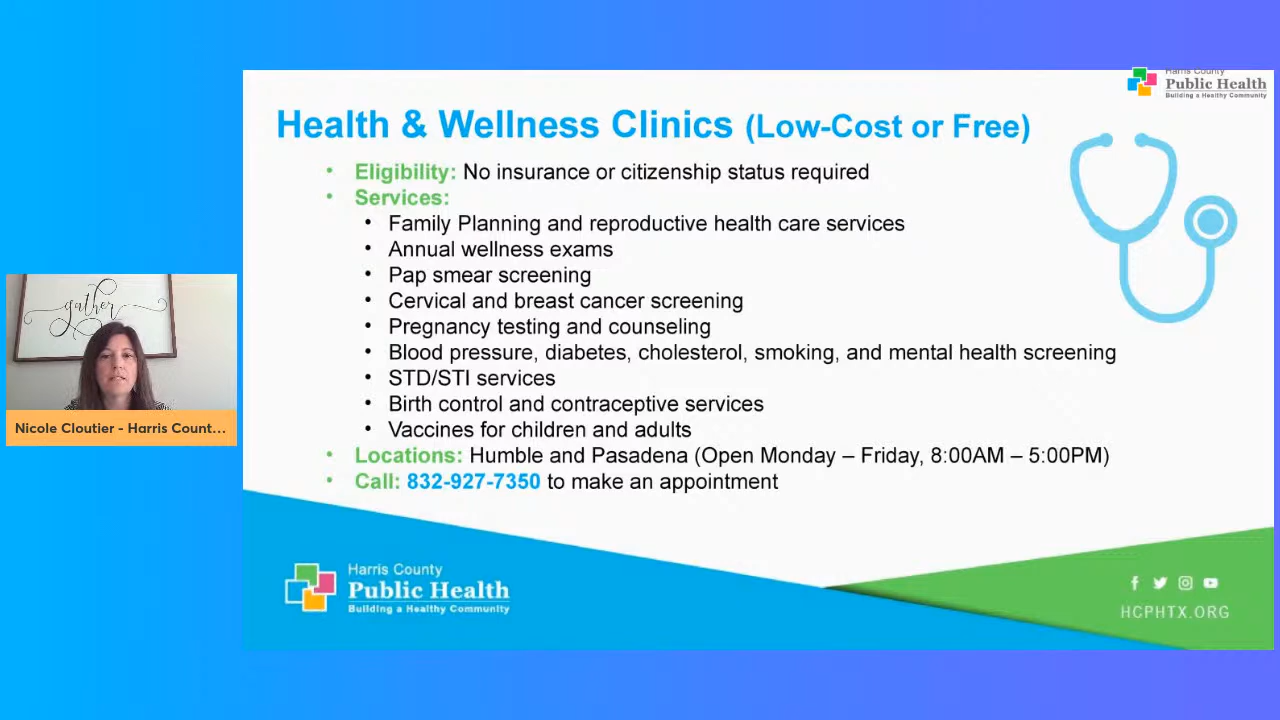 Harris County
Public Health
Building a Healthy Community
Health & Wellness Clinics (Low-Cost or Free)
• Eligibility: No insurance or citizenship status required
• Services:
• Family Planning and reproductive health care services
• Annual wellness exams
• Pap smear screening
• Cervical and breast cancer screening
• Pregnancy testing and counseling
• Blood pressure, diabetes, cholesterol, smoking, and mental health screening
• STD/STI services
• Birth control and contraceptive services
• Vaccines for children and adults
• Locations: Humble and Pasadena (Open Monday – Friday, 8:00AM – 5:00PM)
• Call: 832-927-7350 to make an appointment
gather
Nicole Cloutier - Harris Count...
Harris County
Public Health
Building a Healthy Community
HCPHTX.ORG